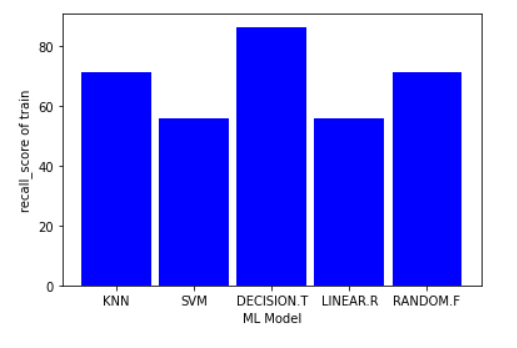 recall_score of train
80
60
40
20
0
KNN SVM DECISION.T LINEAR.R RANDOM.F
ML Model